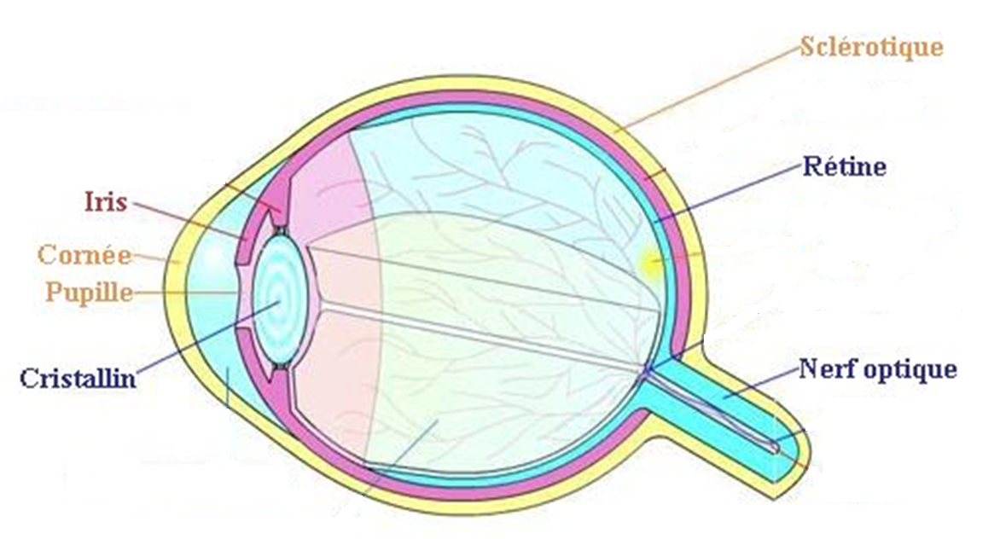 Sclérotique
Rétine
Iris
Cornée
Pupille
Cristallin
Nerf optique